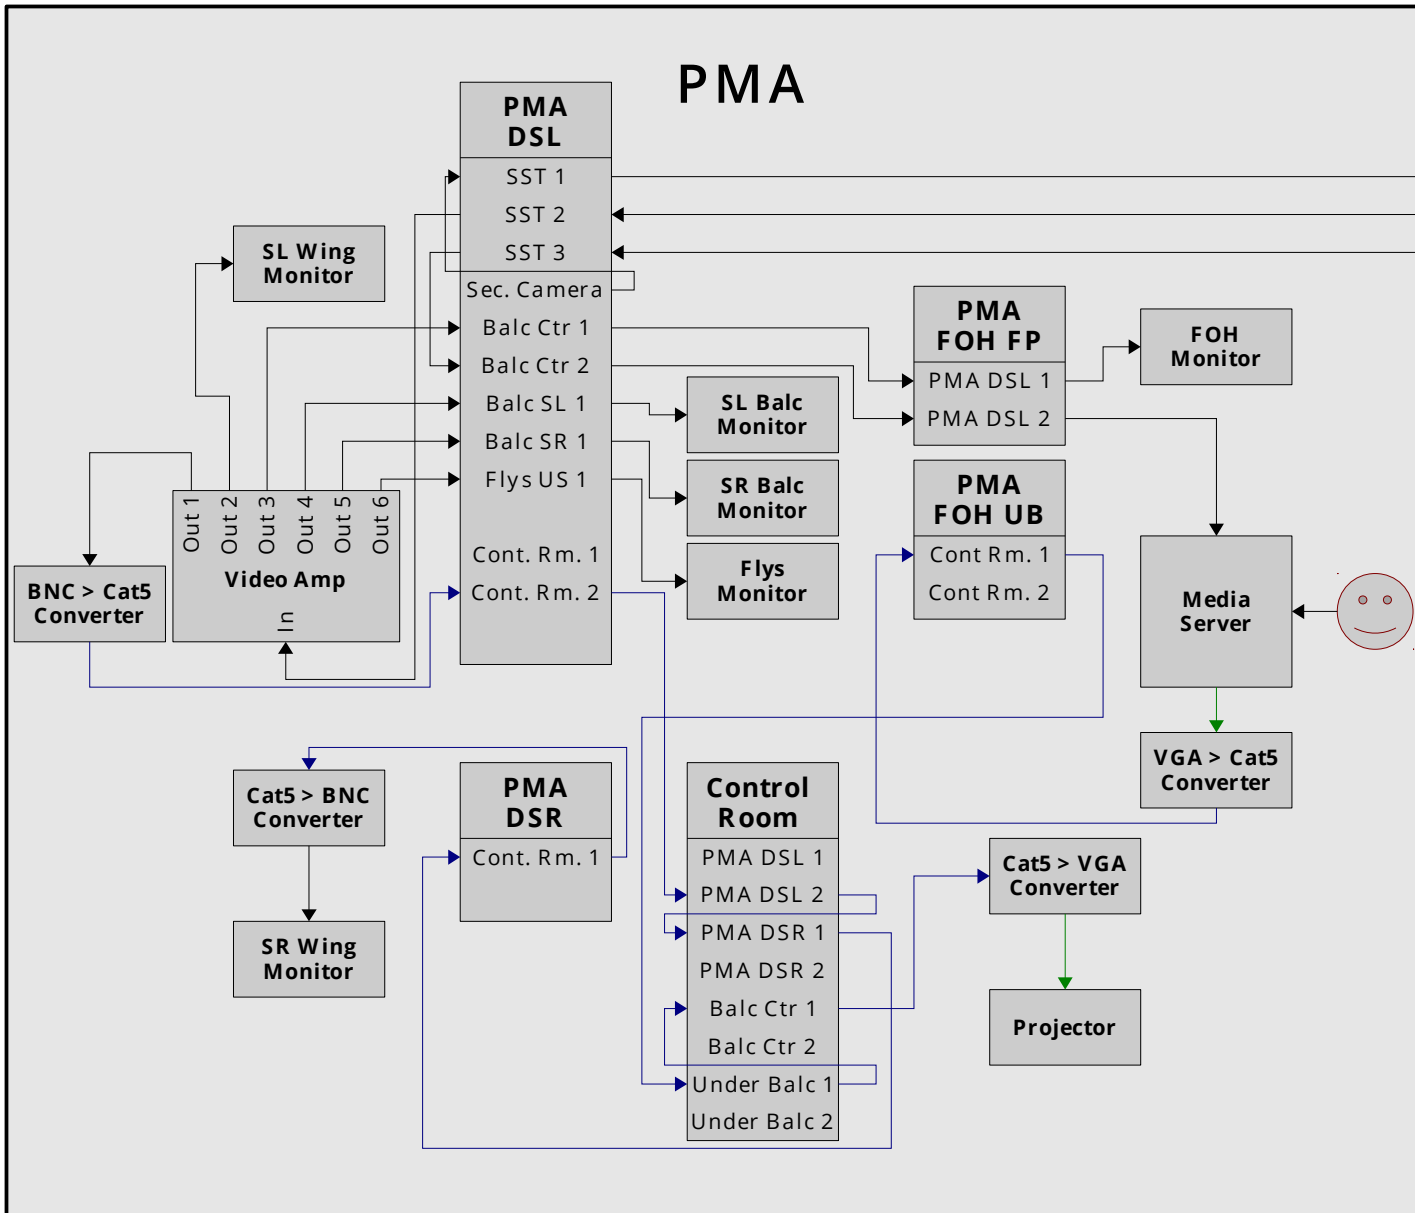 PMA
PMA
DSL
SST 1
SST 2
SST 3
Sec. Camera
Balc Ctr 1
Balc Ctr 2
Balc SL 1
Balc SR 1
Flys US 1
Cont. Rm. 1
Cont. Rm. 2
SL Wing
Monitor
Out 1
Out 2
Out 3
Out 4
Out 5
Out 6
Video Amp
In
BNC > Cat5
Converter
SL Balc
Monitor
SR Balc
Monitor
Flys
Monitor
PMA
FOH FP
PMA DSL 1
PMA DSL 2
FOH
Monitor
PMA
FOH UB
Cont Rm. 1
Cont Rm. 2
Media
Server
VGA > Cat5
Converter
Cat5 > BNC
Converter
SR Wing
Monitor
PMA
DSR
Cont. Rm. 1
Control
Room
PMA DSL 1
PMA DSL 2
PMA DSR 1
PMA DSR 2
Balc Ctr 1
Balc Ctr 2
Under Balc 1
Under Balc 2
Cat5 > VGA
Converter
Projector